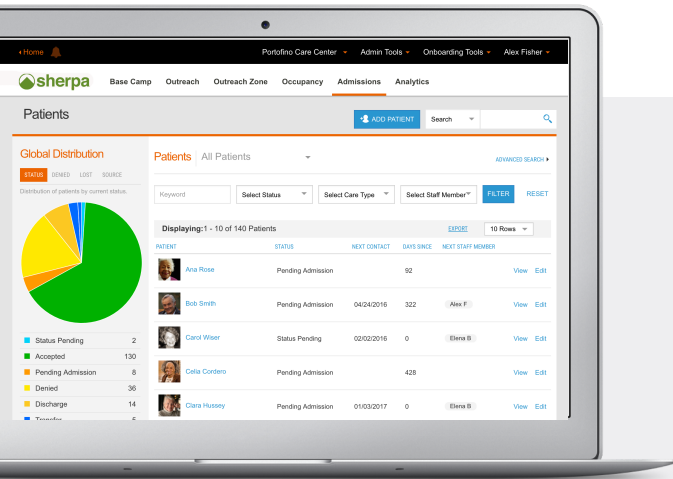 Home Portofino Care Center Admin Tools Onboarding Tools Alex Fisher
sherpa Base Camp Outreach Outreach Zone Occupancy Admissions Analytics
Patients ADD PATIENT Search
Global Distribution
STATUS DENIED LOST SOURCE
Distribution of patients by current status.
Status Pending 2
Accepted 130
Pending Admission 8
Denied 36
Discharge 14
Transfer 5
Patients All Patients ADVANCED SEARCH
Keyword Select Status Select Care Type Select Staff Member FILTER RESET
Displaying:1 - 10 of 140 Patients EXPORT 10 Rows
PATIENT STATUS NEXT CONTACT DAYS SINCE NEXT STAFF MEMBER
Ana Rose Pending Admission 92 View Edit
Bob Smith Pending Admission 04/24/2016 322 Alex F View Edit
Carol Wiser Status Pending 02/02/2016 0 Elena B View Edit
Celia Cordero Pending Admission 428 View Edit
Clara Hussey Pending Admission 01/03/2017 0 Elena B View Edit